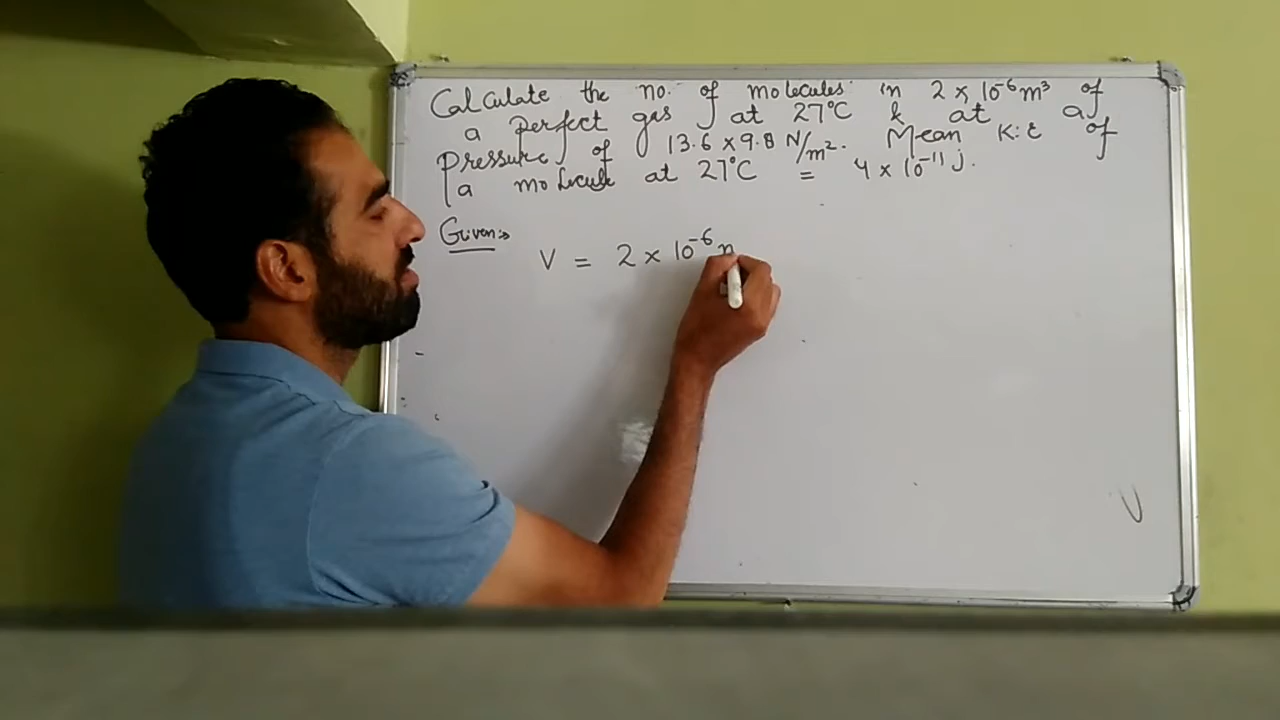 Calculate the no. of molecules in 2 x 10⁻⁶ m³ of
a perfect gas at 27°C & at a
pressure of 13.6 x 9.8 N/m². Mean K.E of
a molecule at 27°C = 4 x 10⁻¹¹ j.
Given:-
V = 2 x 10⁻⁶ m
V